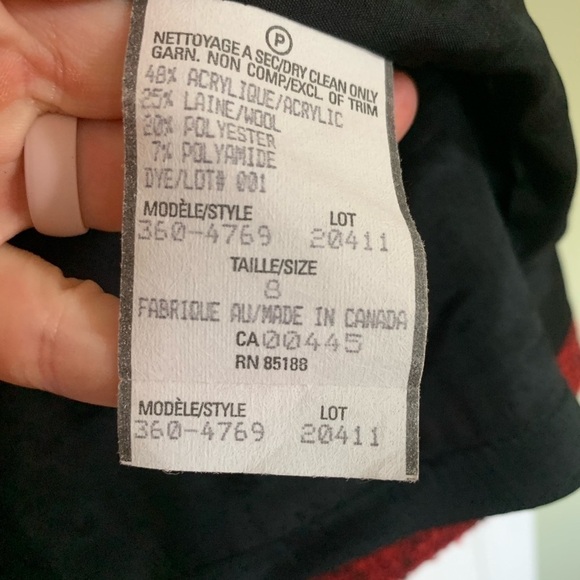 P
NETTOYAGE A SEC/DRY CLEAN ONLY
GARN. NON COMP/EXCL. OF TRIM
48% ACRYLIQUE/ACRYLIC
25% LAINE/WOOL
20% POLYESTER
7% POLYAMIDE
DYE/LOT# 001
MODÈLE/STYLE LOT
360-4769 20411
TAILLE/SIZE
8
FABRIQUE AU/MADE IN CANADA
CA 00445
RN 85188
MODÈLE/STYLE LOT
360-4769 20411